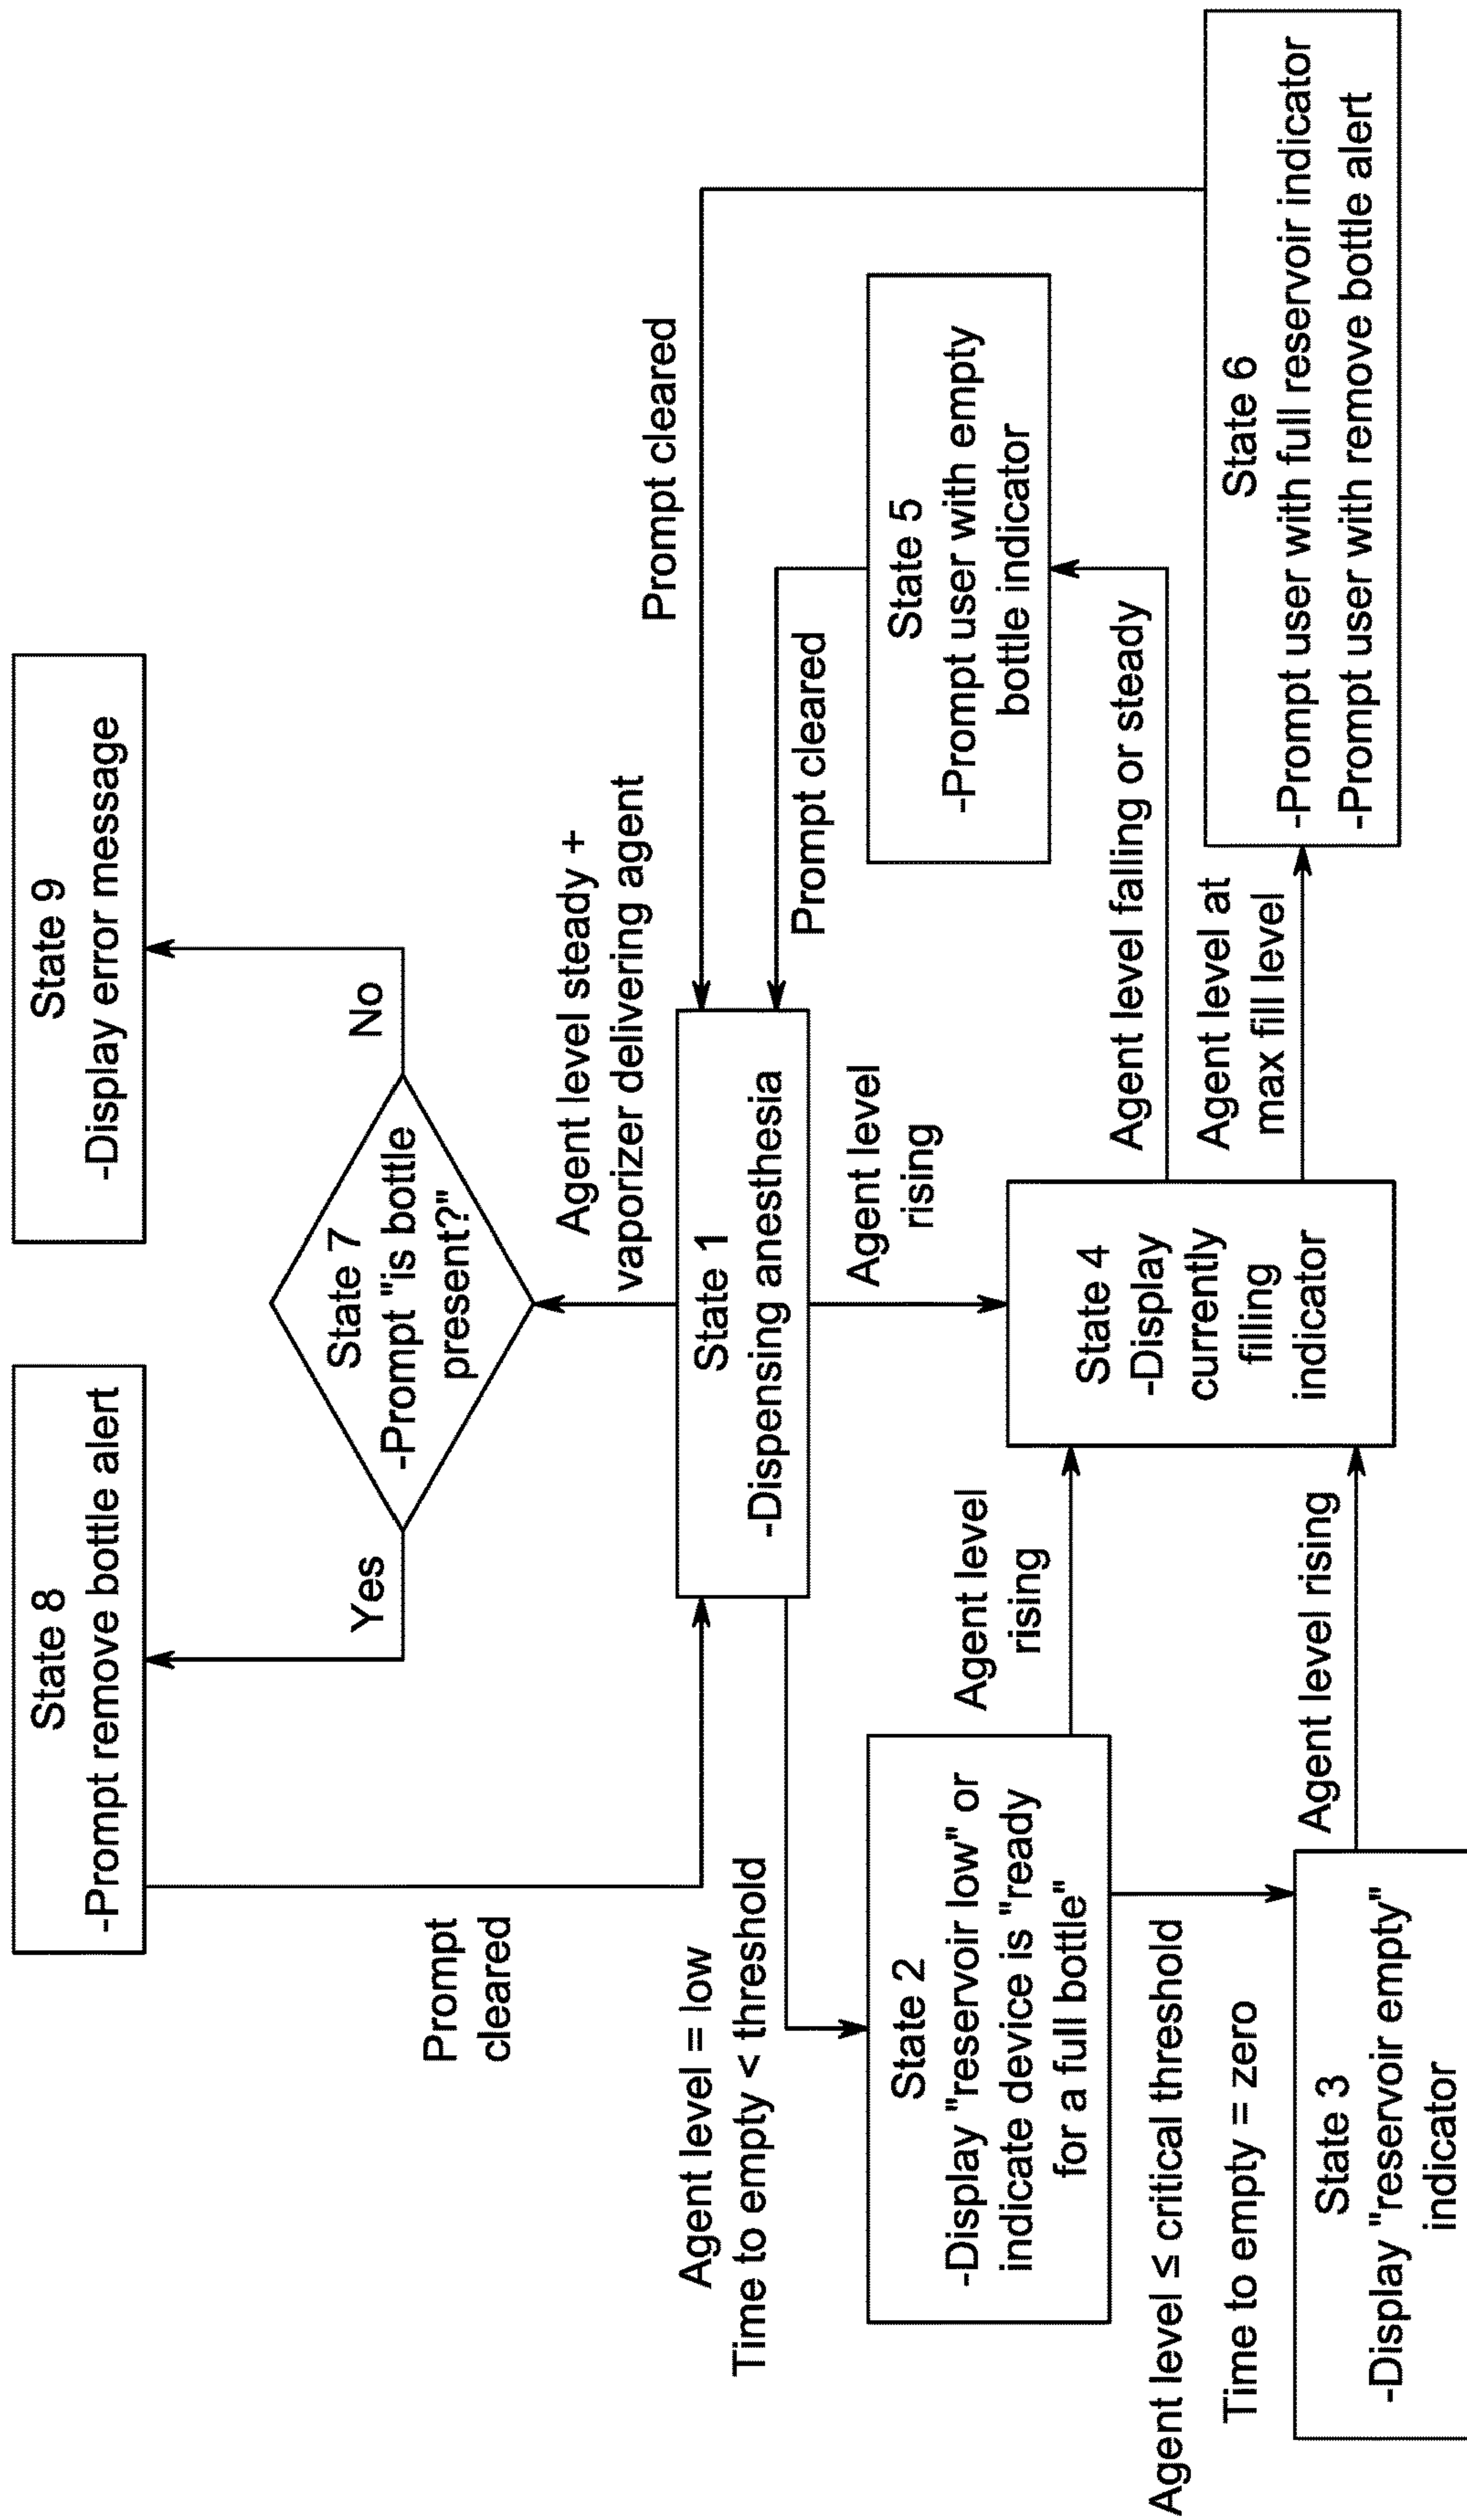 State 8
-Prompt remove bottle alert
State 9
-Display error message
Yes
State 7
-Prompt "is bottle
present?"
No
Prompt
cleared
Agent level steady +
vaporizer delivering agent
Prompt cleared
Agent level = low
Time to empty < threshold
State 1
-Dispensing anesthesia
Prompt cleared
Agent level
rising
State 2
-Display "reservoir low" or
indicate device is "ready
for a full bottle"
Agent level
rising
State 5
-Prompt user with empty
bottle indicator
State 4
-Display
currently
filling
indicator
Agent level falling or steady
Agent level at
max fill level
Agent level ≤ critical threshold
Time to empty = zero
Agent level rising
State 6
-Prompt user with full reservoir indicator
-Prompt user with remove bottle alert
State 3
-Display "reservoir empty"
indicator